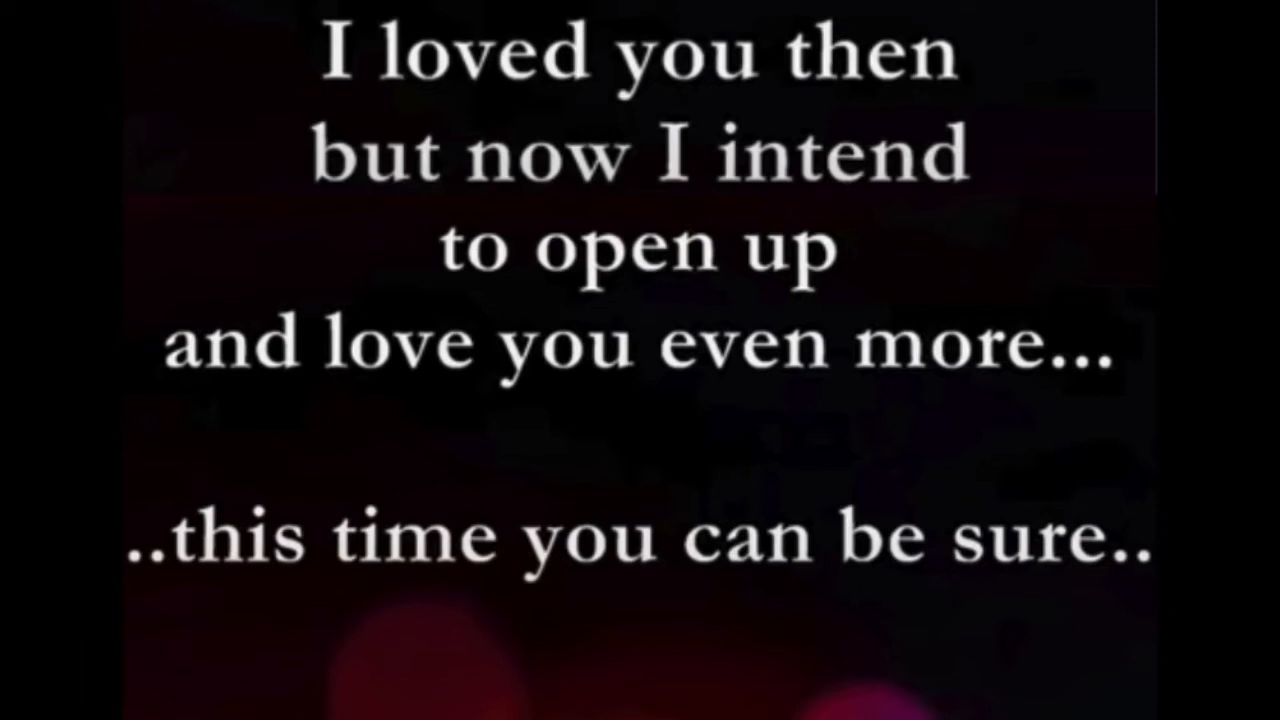 I loved you then
but now I intend
to open up
and love you even more...
..this time you can be sure..